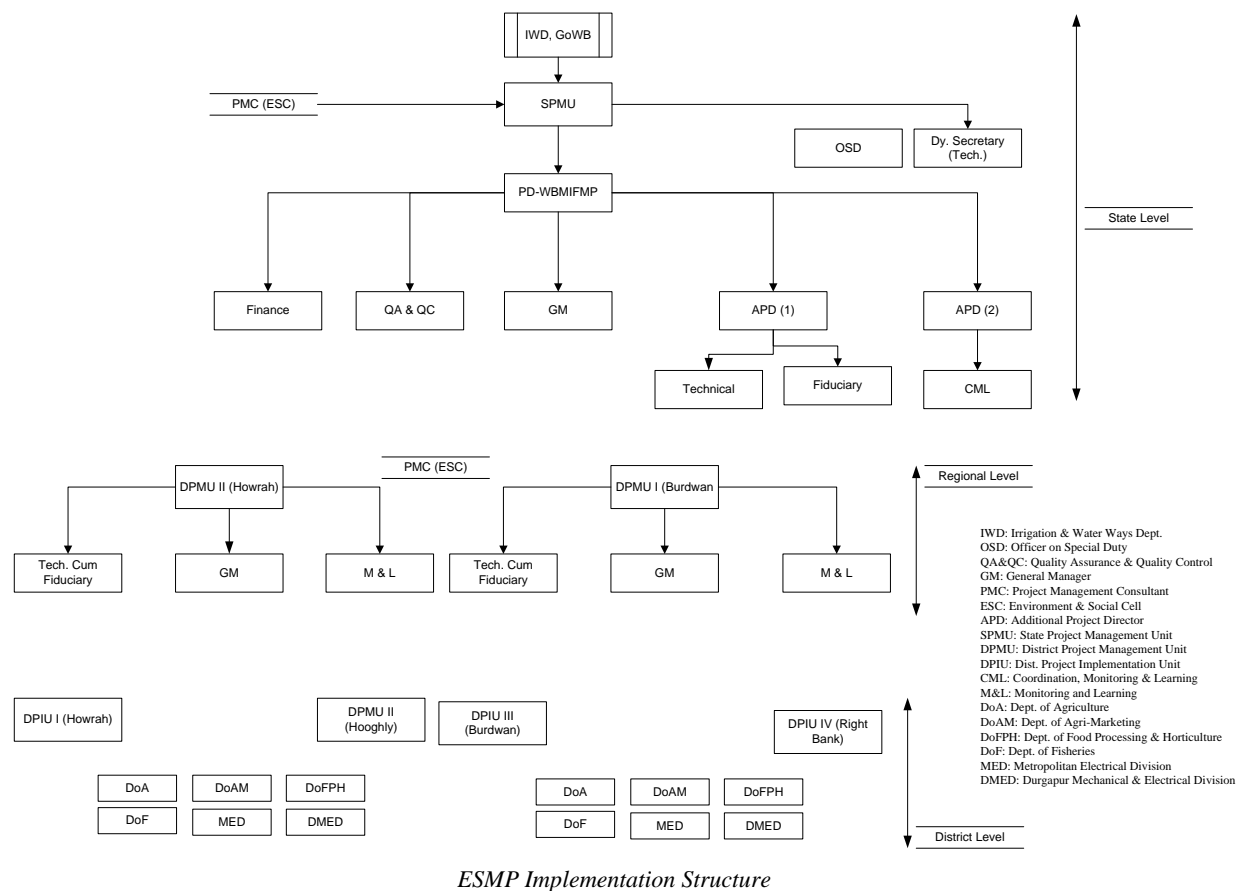 IWD, GoWB
PMC (ESC)
SPMU
OSD
Dy. Secretary
(Tech.)
PD-WBMIFMP
State Level
Finance
QA & QC
GM
APD (1)
APD (2)
Technical
Fiduciary
CML
PMC (ESC)
DPMU II (Howrah)
DPMU I (Burdwan
Regional Level
Tech. Cum
Fiduciary
GM
M & L
Tech. Cum
Fiduciary
GM
M & L
IWD: Irrigation & Water Ways Dept.
OSD: Officer on Special Duty
QA&QC: Quality Assurance & Quality Control
GM: General Manager
PMC: Project Management Consultant
ESC: Environment & Social Cell
APD: Additional Project Director
SPMU: State Project Management Unit
DPMU: District Project Management Unit
DPIU: Dist. Project Implementation Unit
CML: Coordination, Monitoring & Learning
M&L: Monitoring and Learning
DoA: Dept. of Agriculture
DoAM: Dept. of Agri-Marketing
DoFPH: Dept. of Food Processing & Horticulture
DoF: Dept. of Fisheries
MED: Metropolitan Electrical Division
DMED: Durgapur Mechanical & Electrical Division
DPIU I (Howrah)
DPMU II
(Hooghly)
DPIU III
(Burdwan)
DPIU IV (Right
Bank)
DoA
DoAM
DoFPH
DoA
DoAM
DoFPH
DoF
MED
DMED
DoF
MED
DMED
District Level
ESMP Implementation Structure